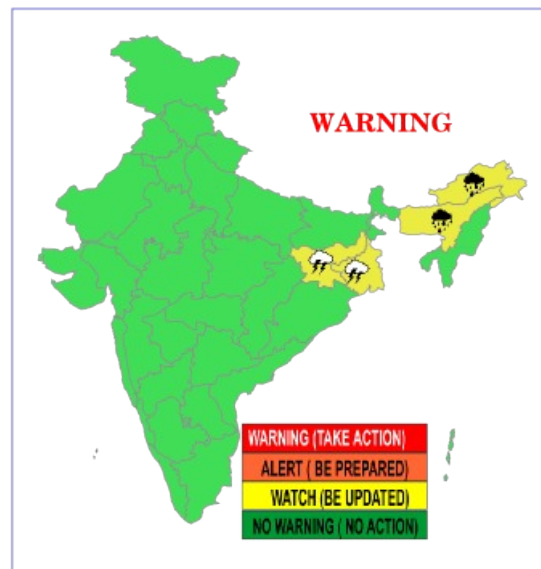 WARNING
WARNING (TAKE ACTION)
ALERT ( BE PREPARED)
WATCH (BE UPDATED)
NO WARNING ( NO ACTION)